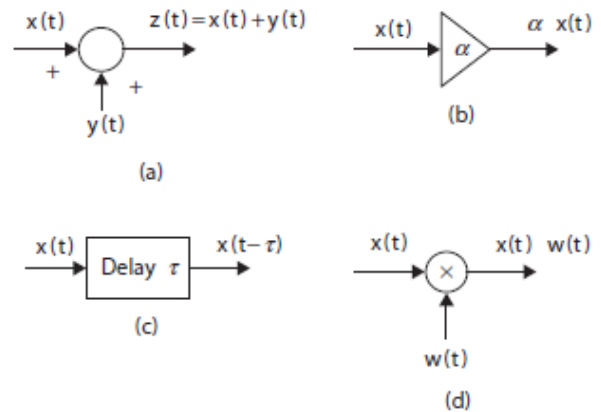 x(t)
z(t)=x(t)+y(t)
+
+
y(t)
(a)
x(t)
α
α x(t)
(b)
x(t)
Delay τ
x(t−τ)
(c)
x(t)
×
x(t) w(t)
w(t)
(d)